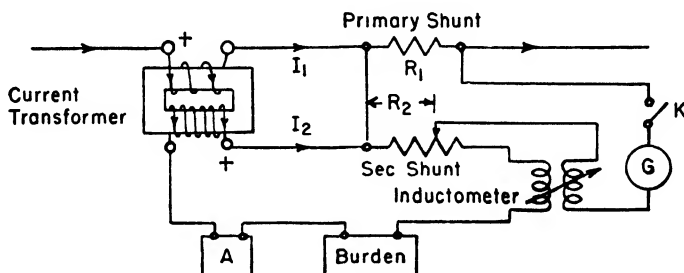 +
Primary Shunt
I1
R1
Current
Transformer
R2
K
I2
+
Sec Shunt
G
Inductometer
A
Burden